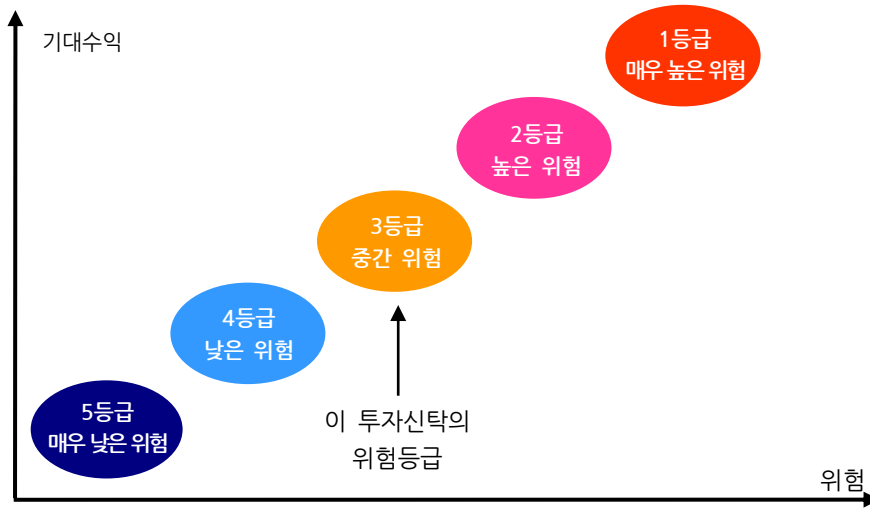 기대수익
1등급
매우 높은 위험
2등급
높은 위험
3등급
중간 위험
4등급
낮은 위험
5등급
매우 낮은 위험
이 투자신탁의
위험등급
위험